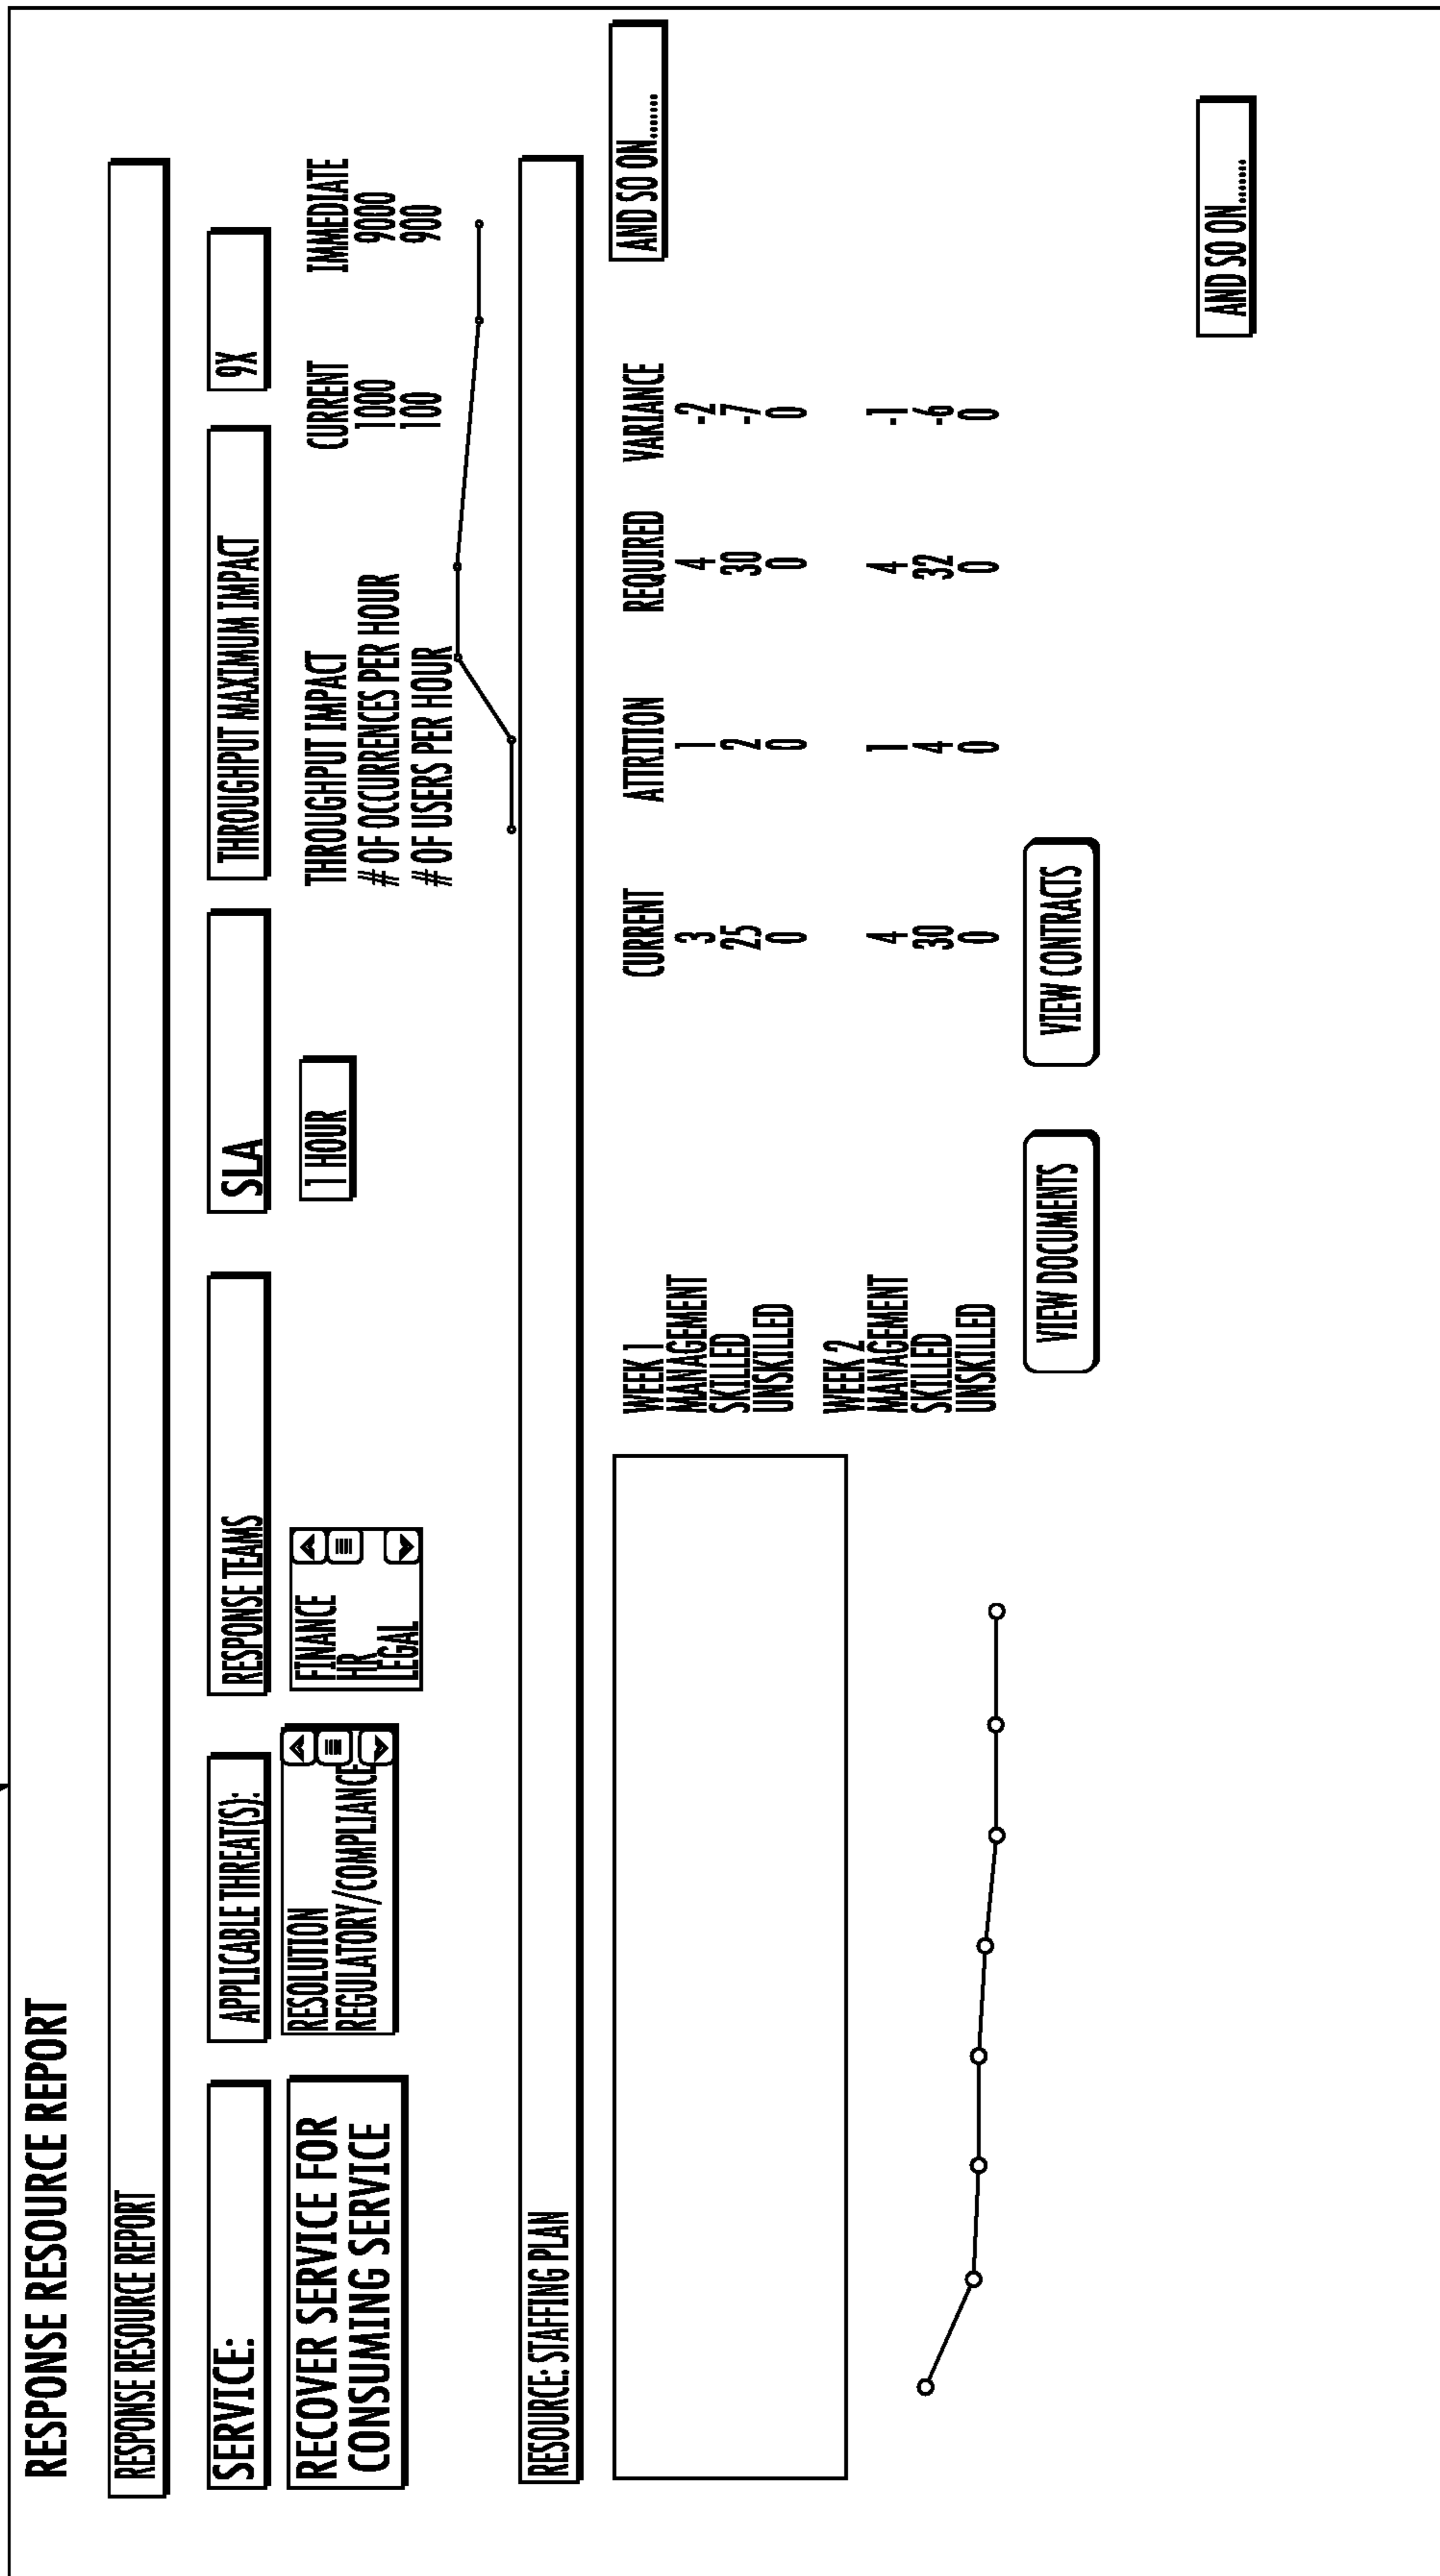 RESPONSE RESOURCE REPORT
RESPONSE RESOURCE REPORT
SERVICE:
APPLICABLE THREAT(S):
RESPONSE TEAMS
SLA
THROUGHPUT MAXIMUM IMPACT
9X
RECOVER SERVICE FOR
CONSUMING SERVICE
RESOLUTION
REGULATORY/COMPLIANCE
FINANCE
HR
LEGAL
1 HOUR
THROUGHPUT IMPACT CURRENT IMMEDIATE
# OF OCCURRENCES PER HOUR 1000 9000
# OF USERS PER HOUR 100 900
RESOURCE: STAFFING PLAN
WEEK 1 CURRENT ATTRITION REQUIRED VARIANCE
MANAGEMENT 3 1 4 -2
SKILLED 25 2 30 -7
UNSKILLED 0 0 0 0
WEEK 2
MANAGEMENT 4 1 4 -1
SKILLED 30 4 32 -6
UNSKILLED 0 0 0 0
AND SO ON.......
VIEW DOCUMENTS
VIEW CONTRACTS
AND SO ON.......